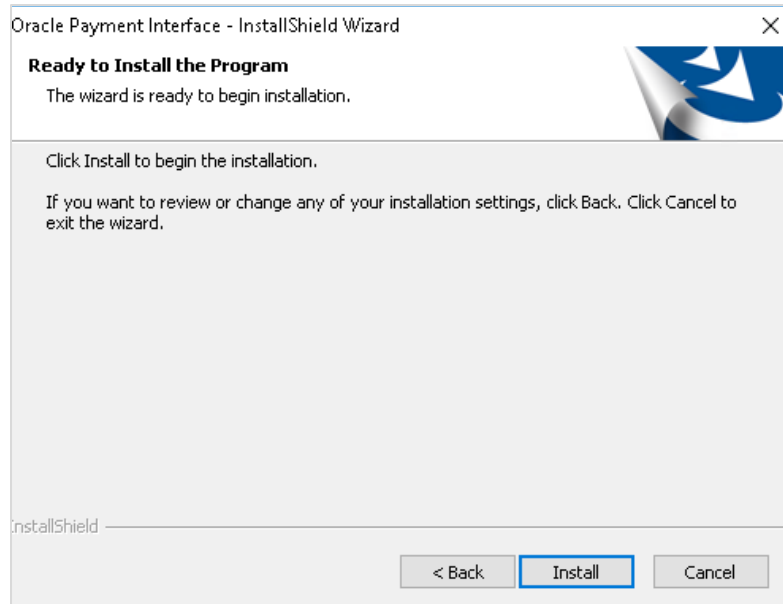 Oracle Payment Interface - InstallShield Wizard
Ready to Install the Program
The wizard is ready to begin installation.
Click Install to begin the installation.
If you want to review or change any of your installation settings, click Back. Click Cancel to
exit the wizard.
InstallShield
< Back
Install
Cancel